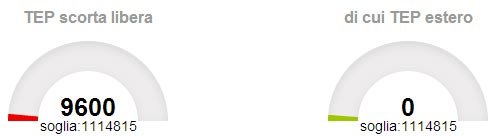 TEP scorta libera
9600
soglia:1114815
di cui TEP estero
0
soglia:1114815